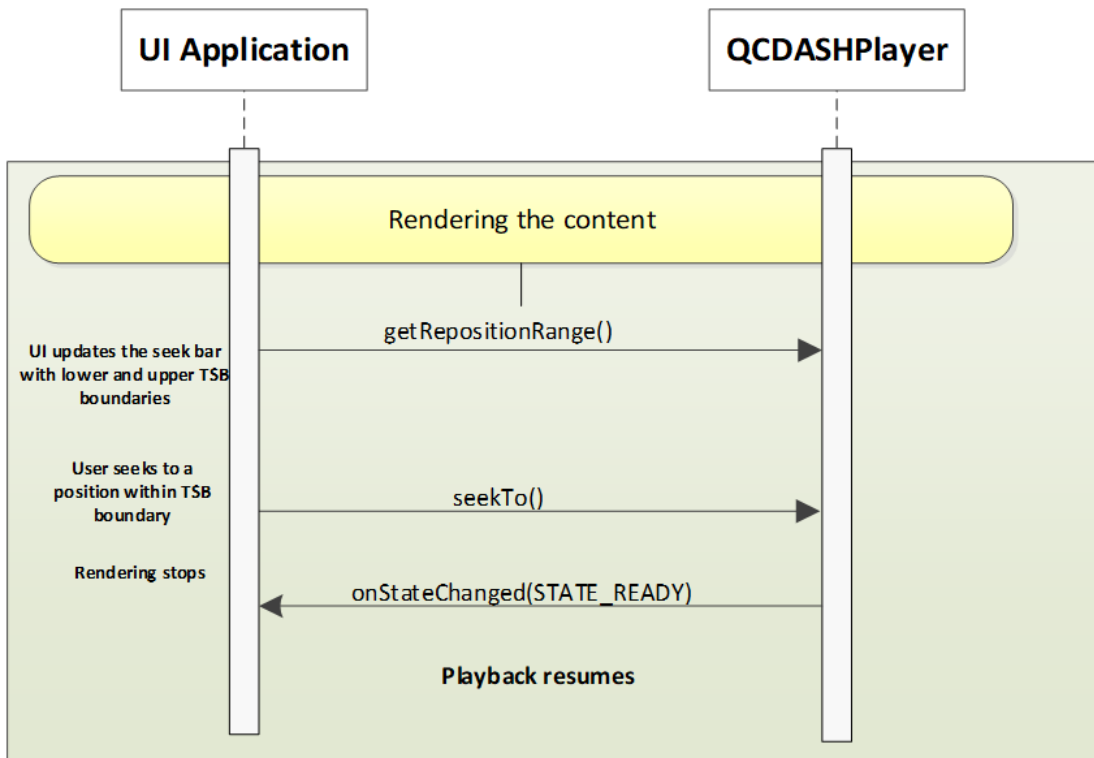 UI Application
QCDASHPlayer
Rendering the content
getRepositionRange()
UI updates the seek bar
with lower and upper TSB
boundaries
User seeks to a
position within TSB
boundary
seekTo()
Rendering stops
onStateChanged(STATE_READY)
Playback resumes